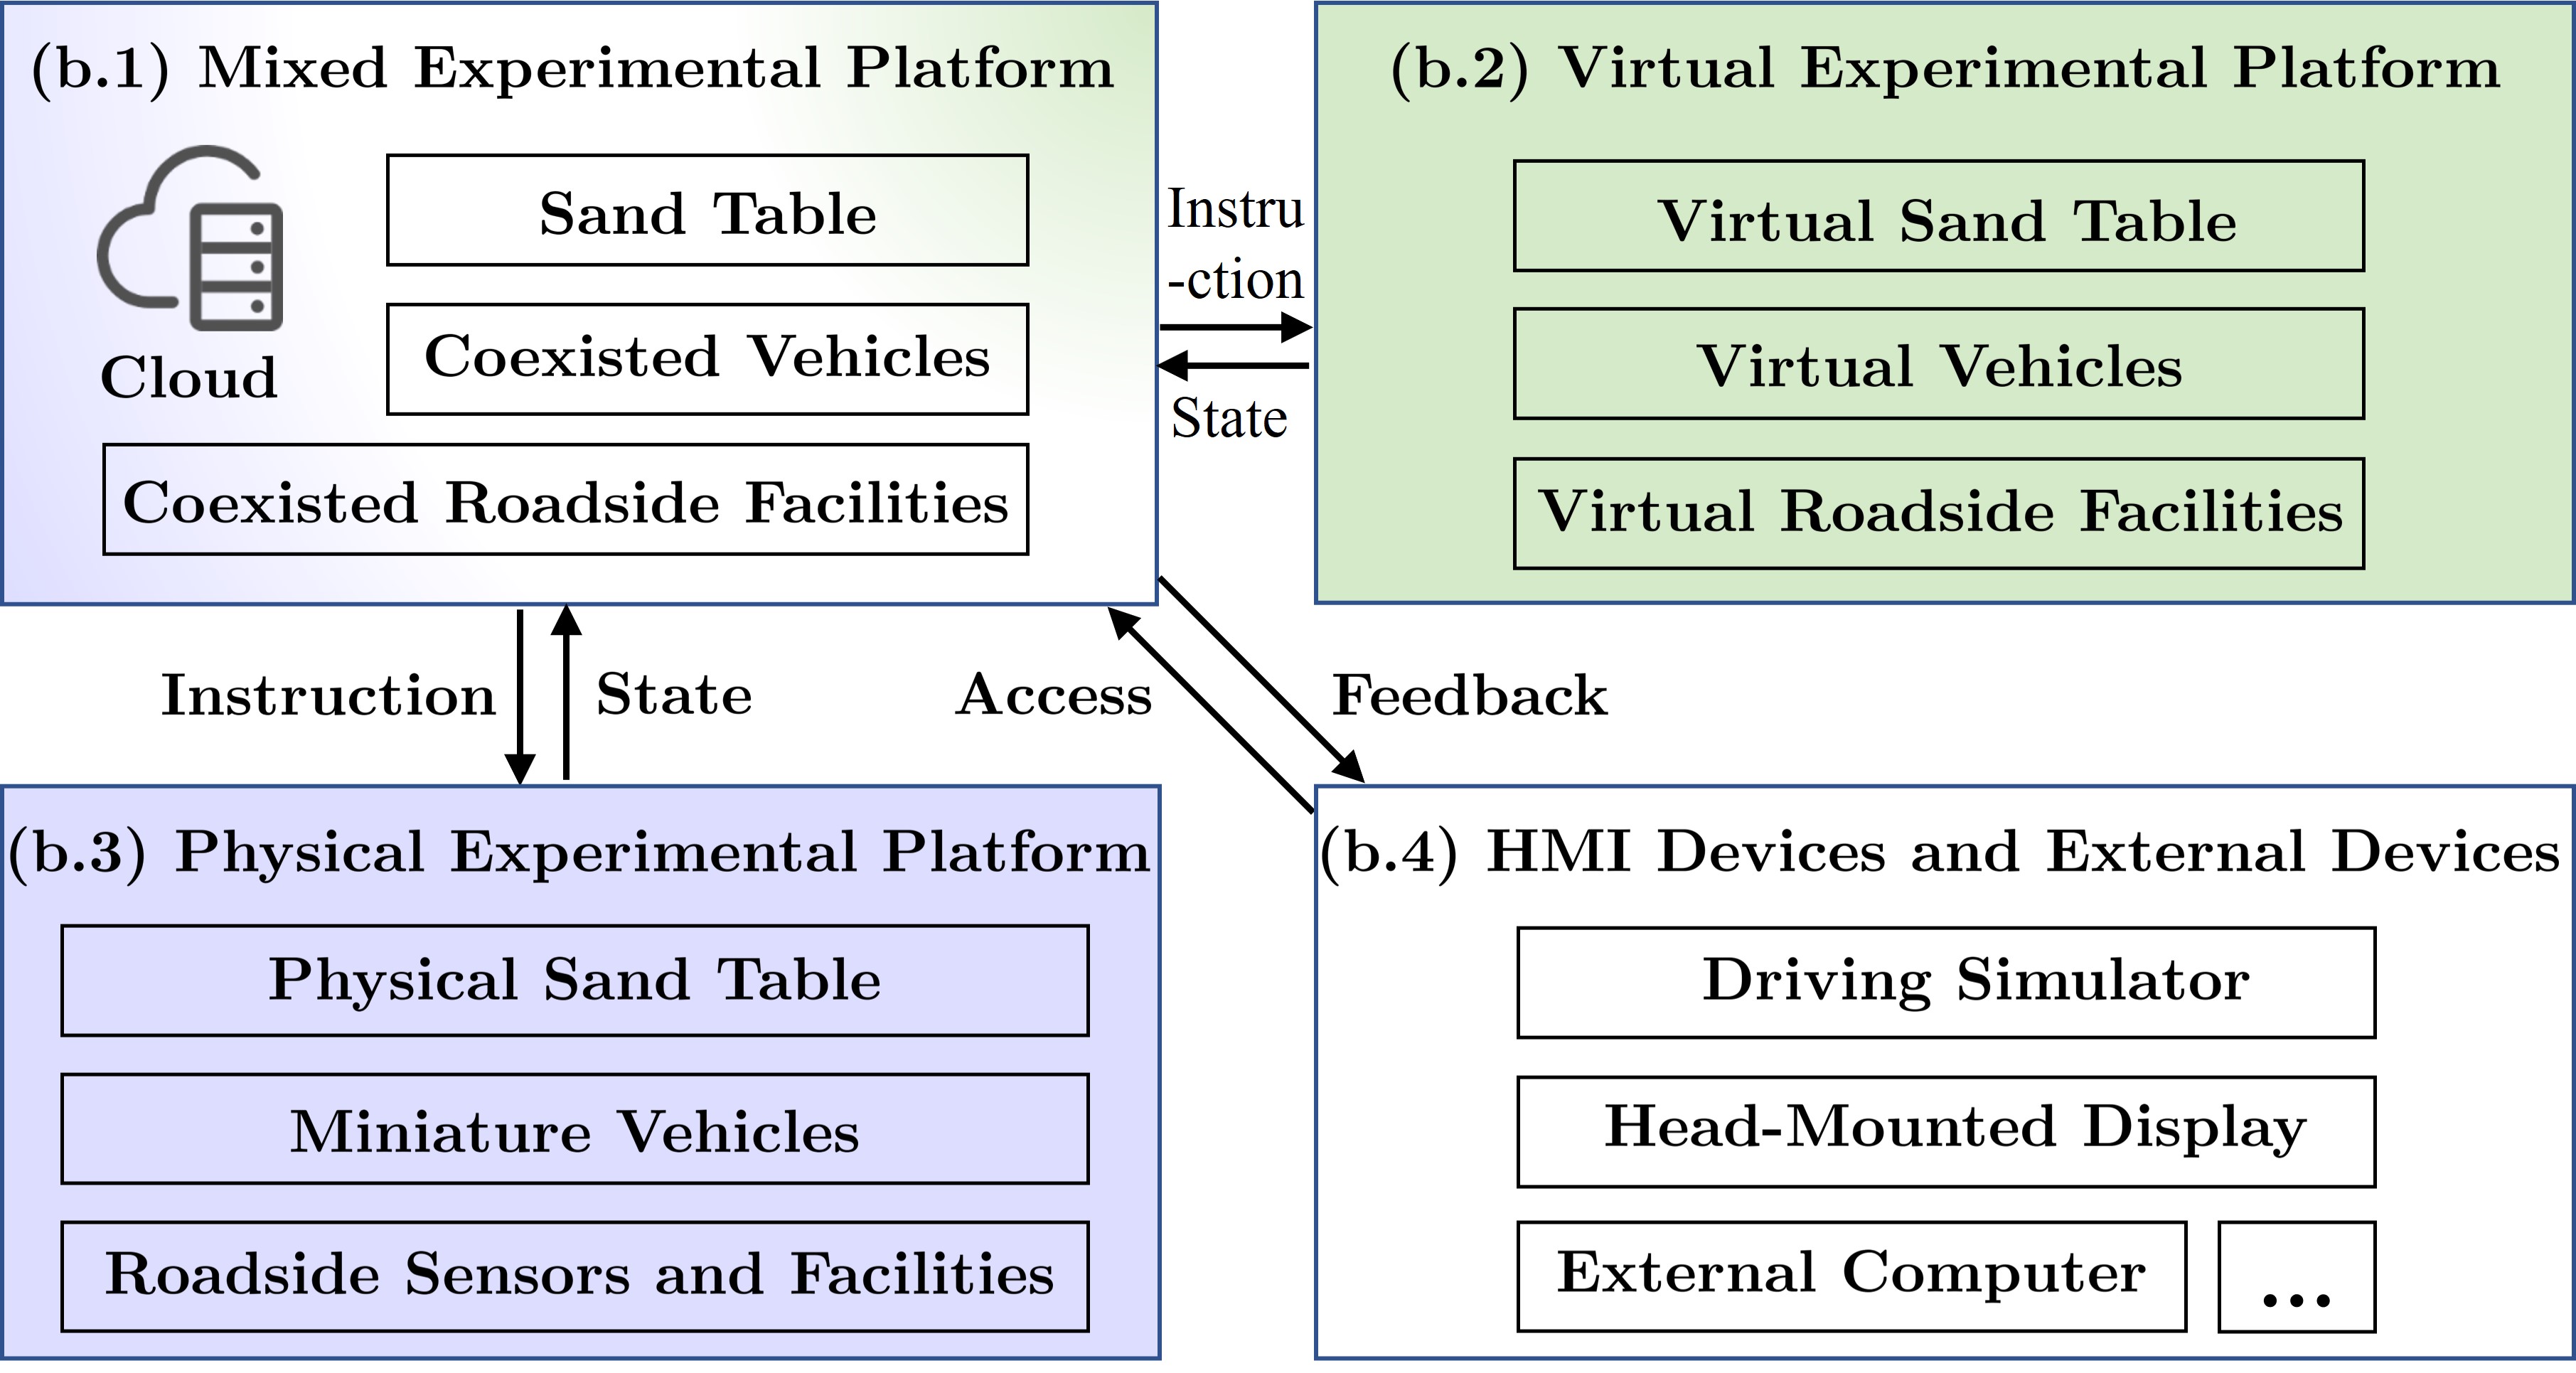 (b.1) Mixed Experimental Platform
Sand Table
Coexisted Vehicles
Cloud
Coexisted Roadside Facilities
Instru
-ction
State
(b.2) Virtual Experimental Platform
Virtual Sand Table
Virtual Vehicles
Virtual Roadside Facilities
Instruction
State
Access
Feedback
(b.3) Physical Experimental Platform
Physical Sand Table
Miniature Vehicles
Roadside Sensors and Facilities
(b.4) HMI Devices and External Devices
Driving Simulator
Head-Mounted Display
External Computer
...